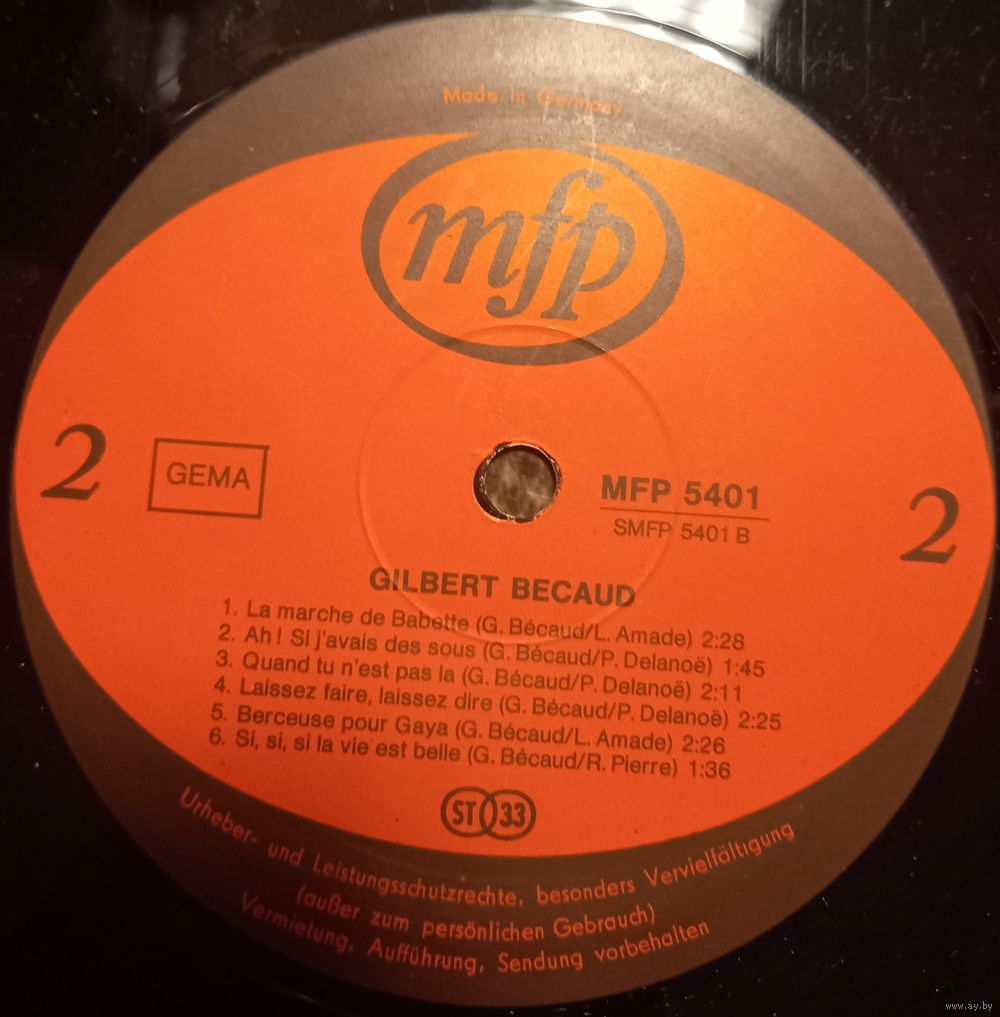 Made in Germany
mfp
2
GEMA
MFP 5401
SMFP 5401 B
2
GILBERT BECAUD
1. La marche de Babette (G. Bécaud/L. Amade) 2:28
2. Ah! Si j'avais des sous (G. Bécaud/P. Delanoë) 1:45
3. Quand tu n'est pas la (G. Bécaud/P. Delanoë) 2:11
4. Laissez faire, laissez dire (G. Bécaud/P. Delanoë) 2:25
5. Berceuse pour Gaya (G. Bécaud/L. Amade) 2:26
6. Si, si, si la vie est belle (G. Bécaud/R. Pierre) 1:36
ST 33
Urheber- und Leistungsschutzrechte, besonders Vervielfältigung
(außer zum persönlichen Gebrauch)
Vermietung, Aufführung, Sendung vorbehalten
www.ay.by